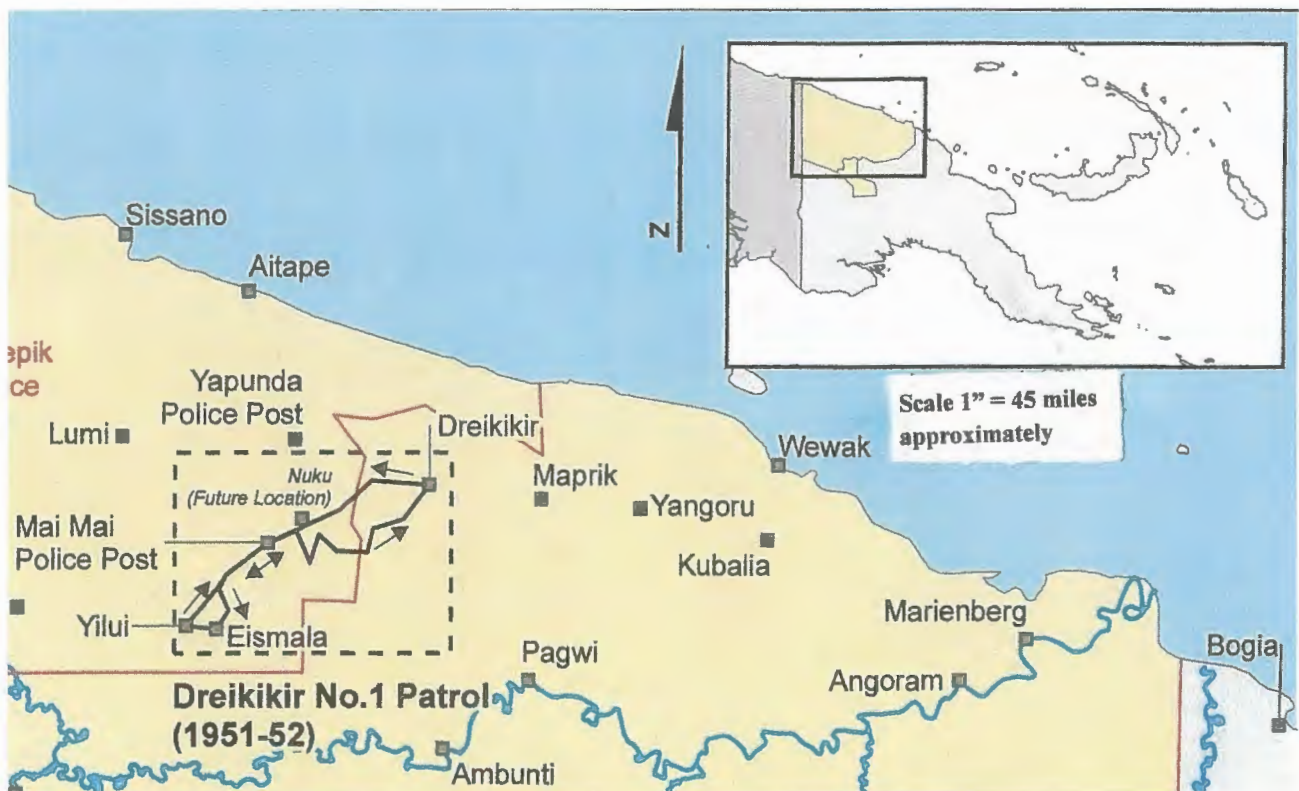 Sissano
Aitape
epik
ce
Yapunda
Police Post
Lumi
Dreikikir
Nuku
(Future Location)
Mai Mai
Police Post
Yilui
Eismala
Dreikikir No.1 Patrol
(1951-52)
Maprik
Yangoru
Kubalia
Wewak
Pagwi
Ambunti
Angoram
Marienberg
Bogia
N
Scale 1” = 45 miles
approximately